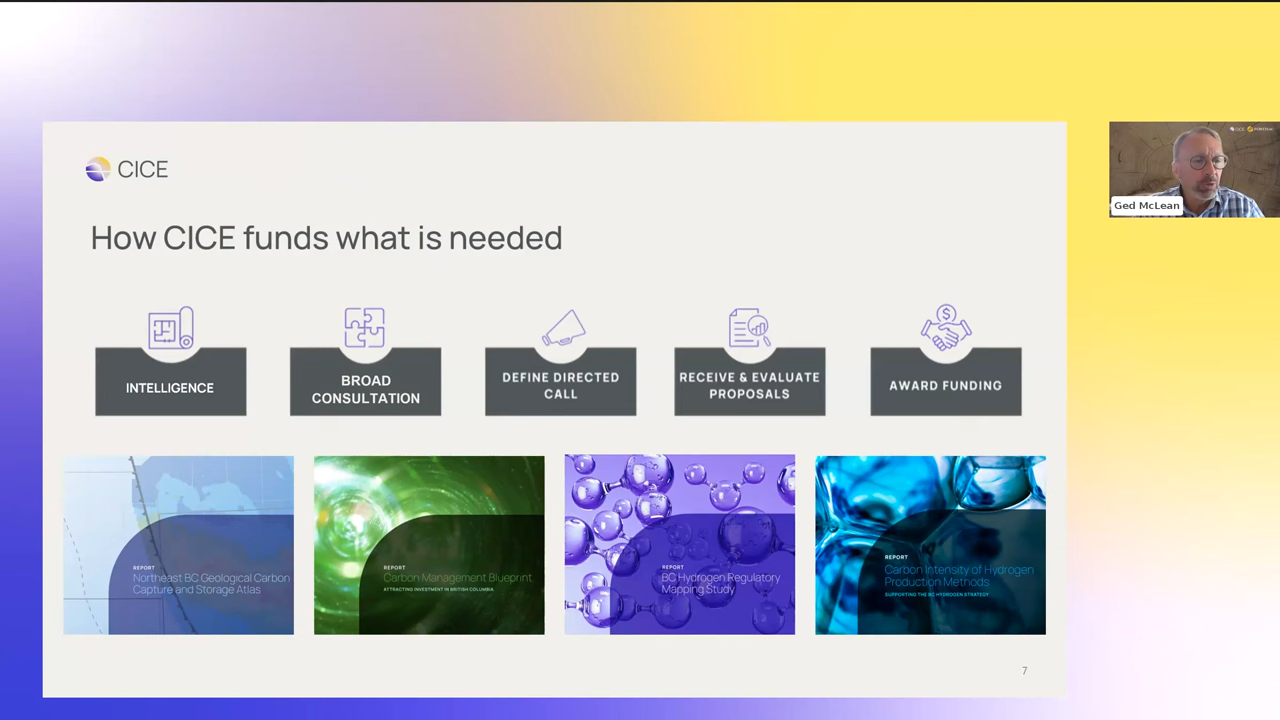 CICE
How CICE funds what is needed
INTELLIGENCE
BROAD
CONSULTATION
DEFINE DIRECTED
CALL
RECEIVE & EVALUATE
PROPOSALS
AWARD FUNDING
REPORT
Northeast BC Geological Carbon
Capture and Storage Atlas
REPORT
Carbon Management Blueprint
ATTRACTING INVESTMENT IN BRITISH COLUMBIA
REPORT
BC Hydrogen Regulatory
Mapping Study
REPORT
Carbon Intensity of Hydrogen
Production Methods
SUPPORTING THE BC HYDROGEN STRATEGY
7
CICE
Ged McLean